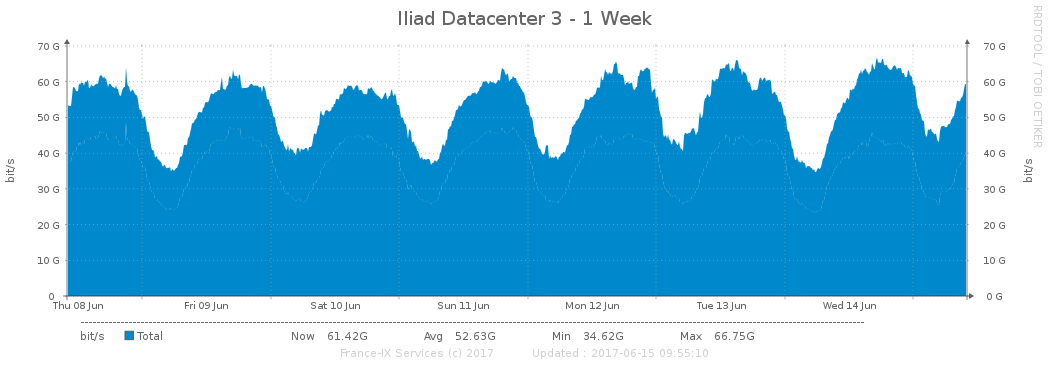 Iliad Datacenter 3 - 1 Week
RRDTOOL / TOBI OETIKER
70 G 70 G
60 G 60 G
50 G 50 G
40 G 40 G
30 G 30 G
20 G 20 G
10 G 10 G
0 0 G
bit/s bit/s
Thu 08 Jun Fri 09 Jun Sat 10 Jun Sun 11 Jun Mon 12 Jun Tue 13 Jun Wed 14 Jun
bit/s Total Now 61.42G Avg 52.63G Min 34.62G Max 66.75G
France-IX Services (c) 2017 Updated : 2017-06-15 09:55:10